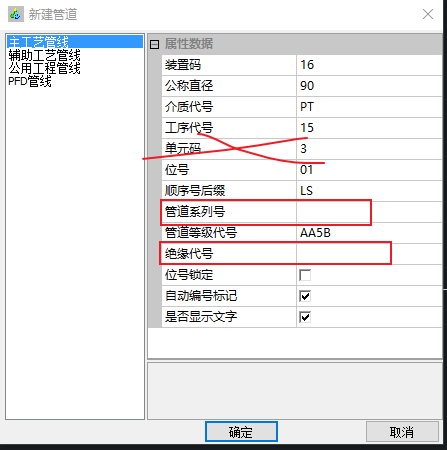 新建管道
主工艺管线
辅助工艺管线
公用工程管线
PFD管线
属性数据
装置码 16
公称直径 90
介质代号 PT
工序代号 15
单元码 3
位号 01
顺序号后缀 LS
管道系列号
管道等级代号 AA5B
绝缘代号
位号锁定
自动编号标记
是否显示文字
确定 取消